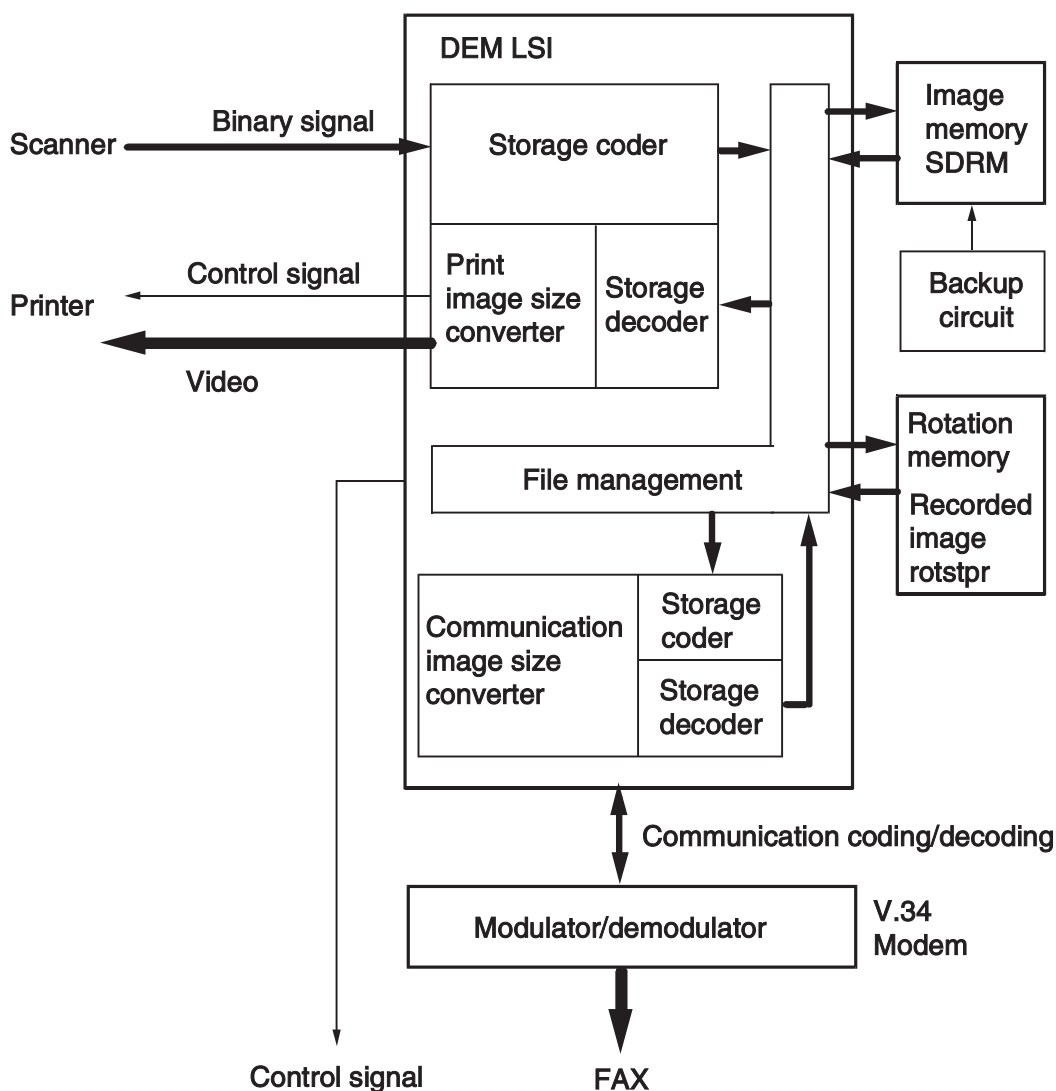 DEM LSI
Scanner
Binary signal
Storage coder
Image
memory
SDRM
Control signal
Printer
Video
Print
image size
converter
Storage
decoder
Backup
circuit
File management
Rotation
memory
Recorded
image
rotstpr
Communication
image size
converter
Storage
coder
Storage
decoder
Communication coding/decoding
Modulator/demodulator
V.34
Modem
Control signal
FAX